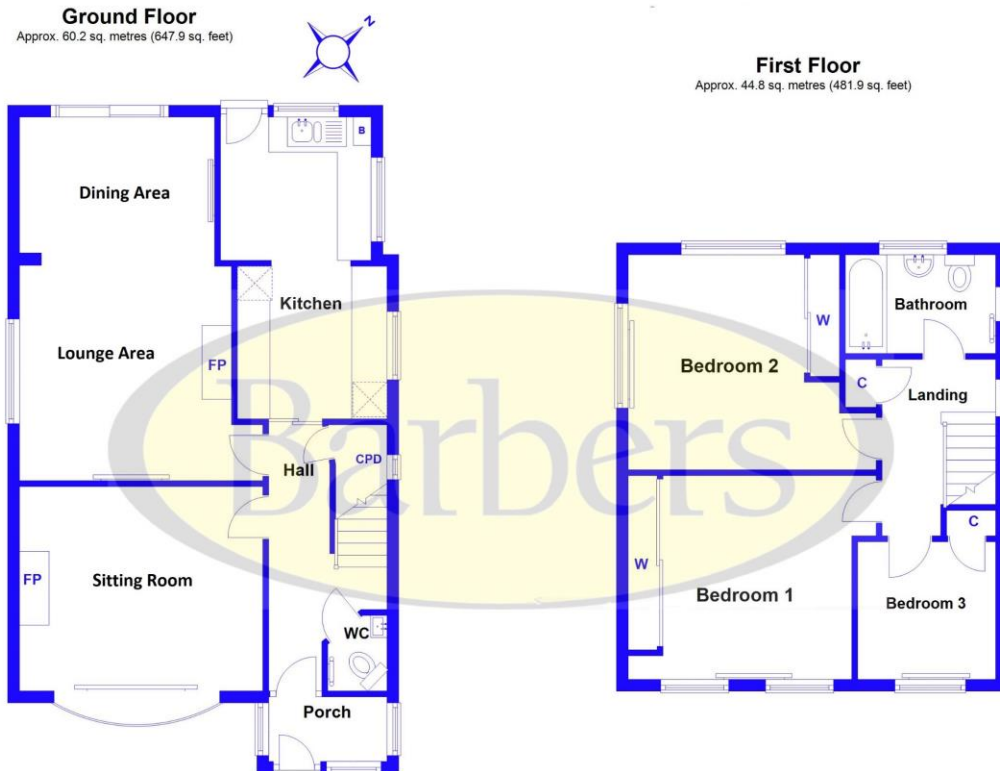 Ground Floor
Approx. 60.2 sq. metres (647.9 sq. feet)
N
B
Dining Area
Kitchen
Lounge Area
FP
CPD
Hall
FP
Sitting Room
WC
Porch
First Floor
Approx. 44.8 sq. metres (481.9 sq. feet)
Bathroom
W
Bedroom 2
C
Landing
C
W
Bedroom 1
Bedroom 3
Barbers